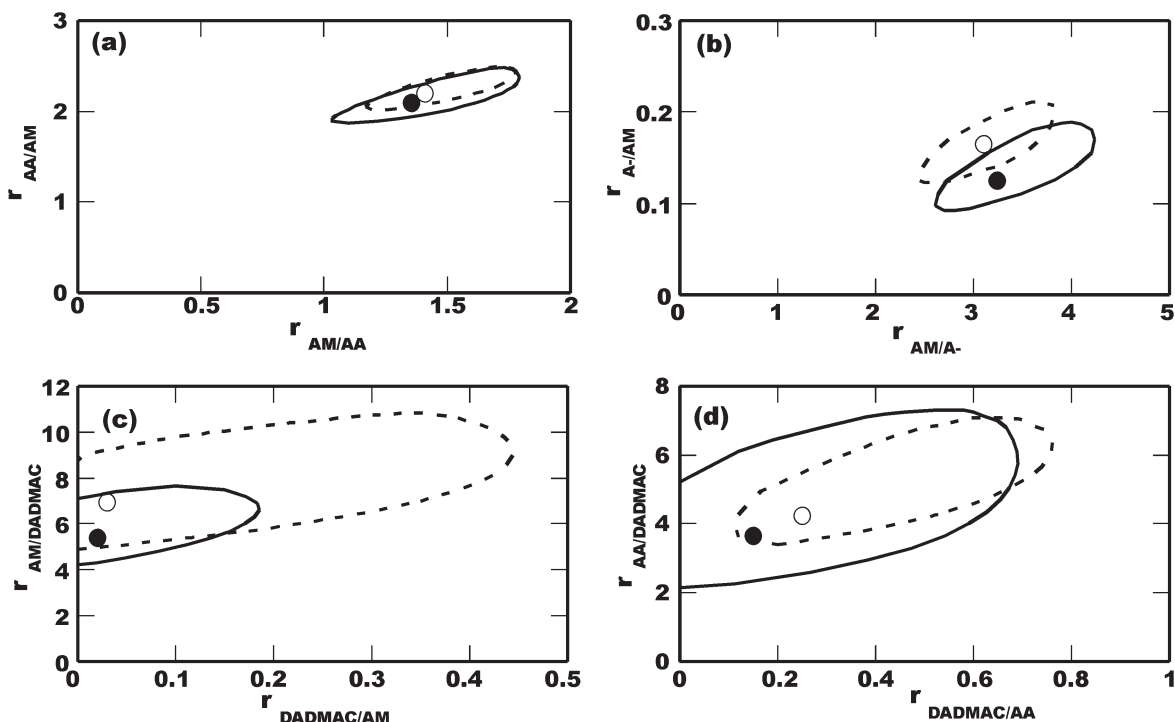 (a)
3
2
1
0
r AA/AM
0 0.5 1 1.5 2
r AM/AA
(b)
0.3
0.2
0.1
0
r A-/AM
0 1 2 3 4 5
r AM/A-
(c)
12
10
8
6
4
2
0
r AM/DADMAC
0 0.1 0.2 0.3 0.4 0.5
r DADMAC/AM
(d)
8
6
4
2
0
r AA/DADMAC
0 0.2 0.4 0.6 0.8 1
r DADMAC/AA